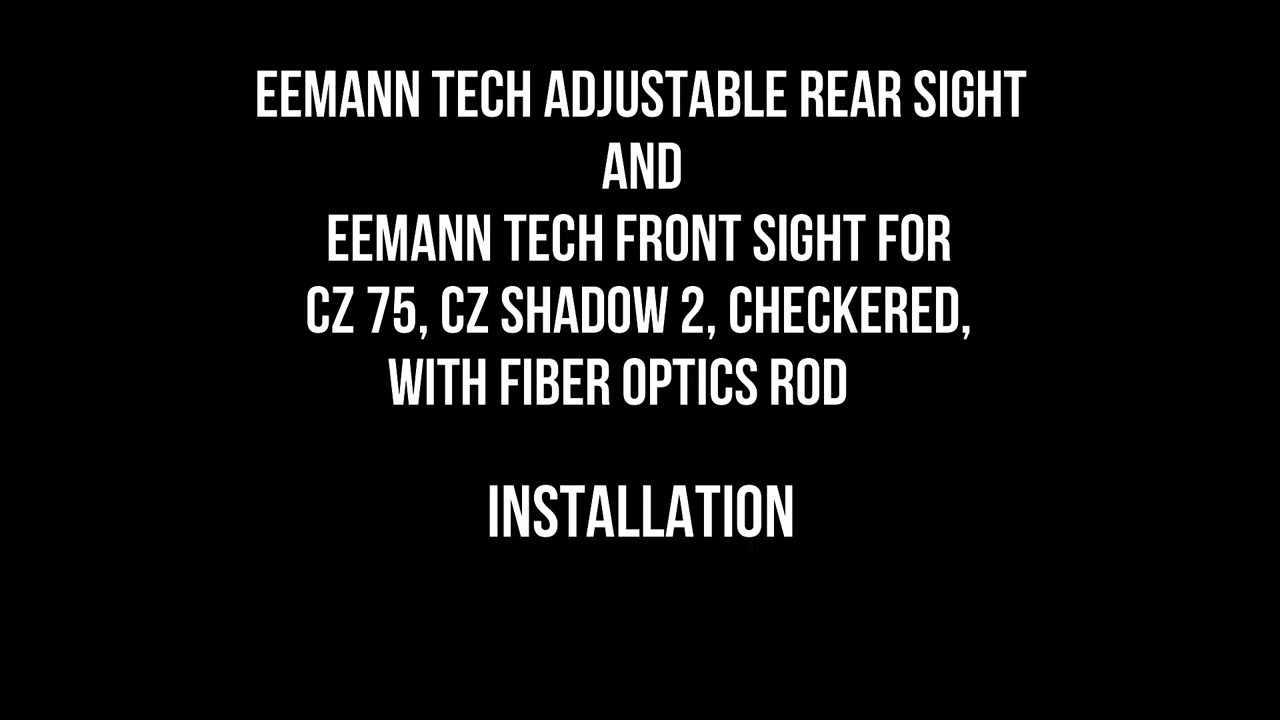 EEMANN TECH ADJUSTABLE REAR SIGHT
AND
EEMANN TECH FRONT SIGHT FOR
CZ 75, CZ SHADOW 2, CHECKERED,
WITH FIBER OPTICS ROD
INSTALLATION